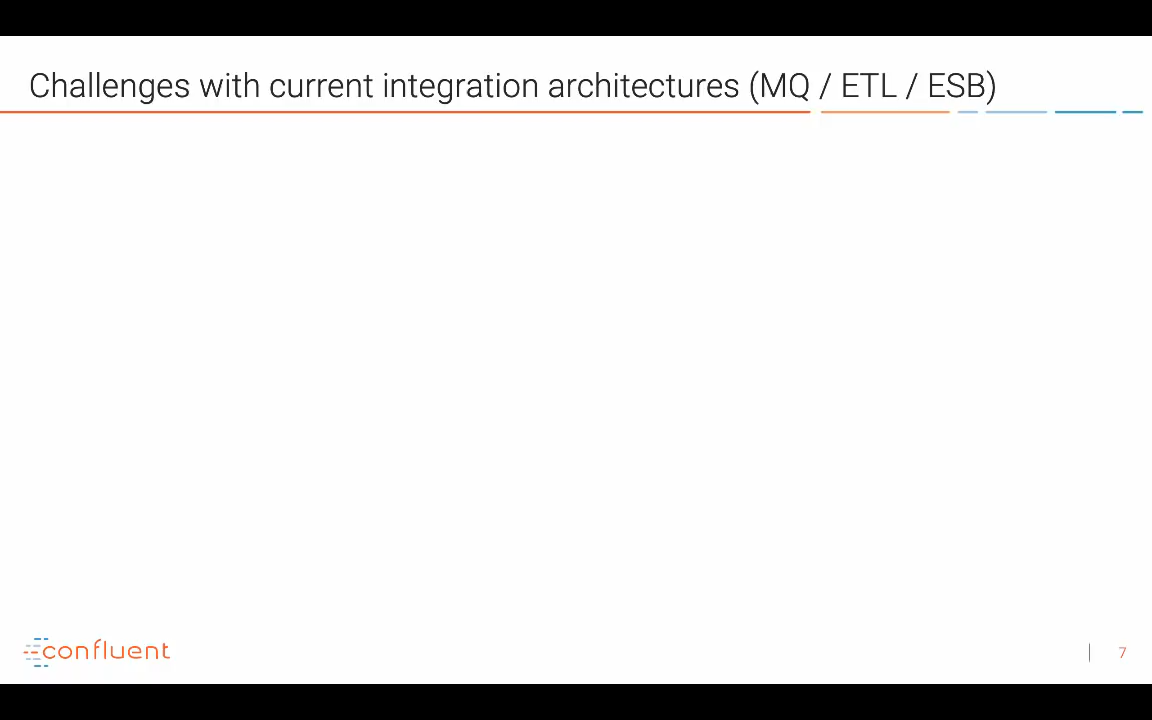 Challenges with current integration architectures (MQ / ETL / ESB)
confluent
7